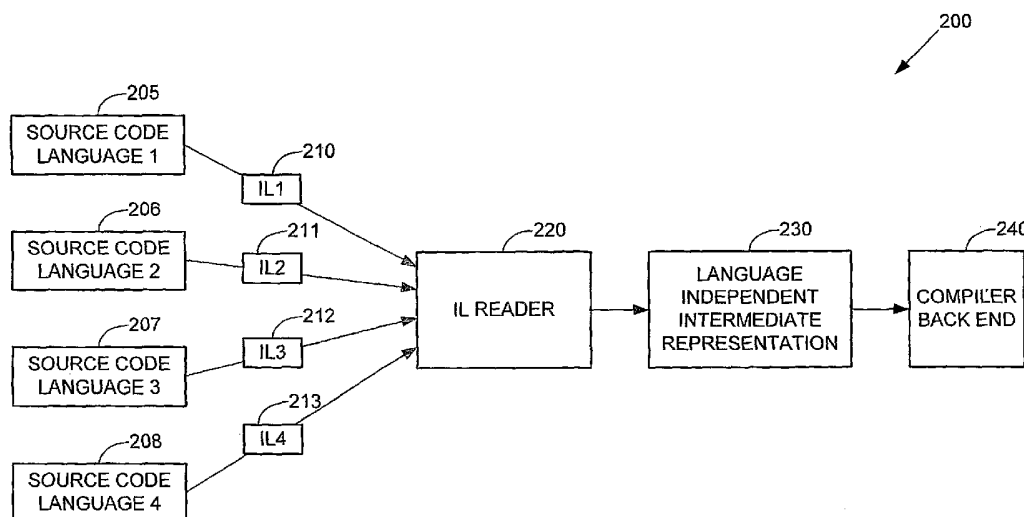 200
205
SOURCE CODE
LANGUAGE 1
210
IL1
206
SOURCE CODE
LANGUAGE 2
211
IL2
220
IL READER
230
LANGUAGE
INDEPENDENT
INTERMEDIATE
REPRESENTATION
240
COMPILER
BACK END
207
SOURCE CODE
LANGUAGE 3
212
IL3
213
IL4
208
SOURCE CODE
LANGUAGE 4